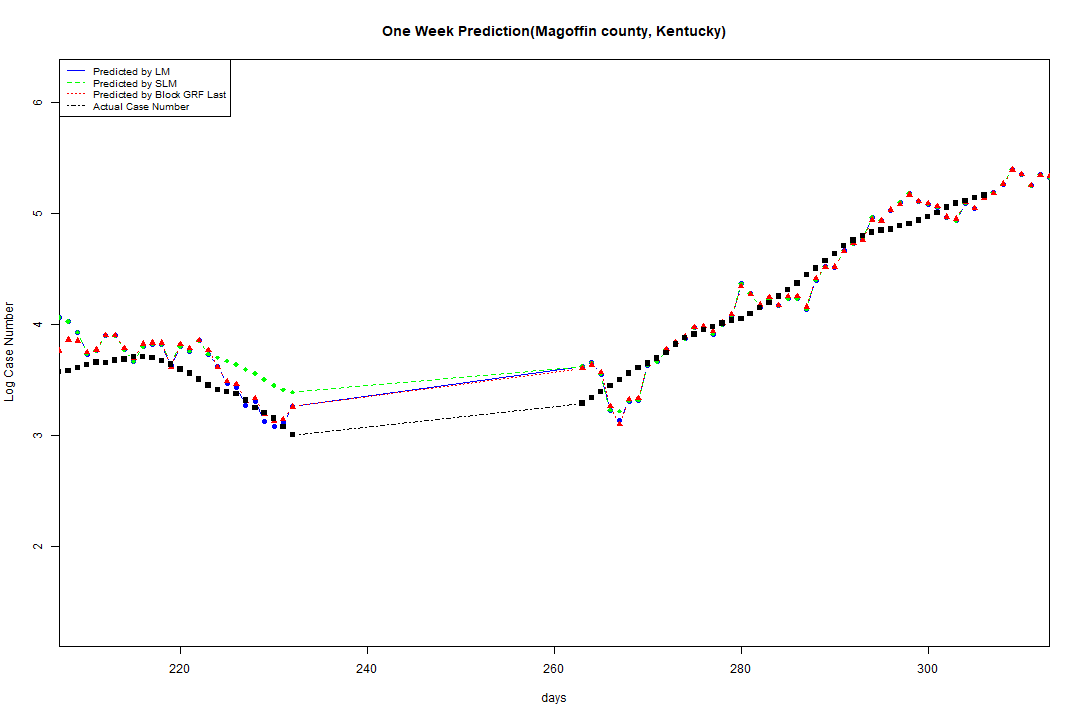 One Week Prediction(Magoffin county, Kentucky)
Predicted by LM
Predicted by SLM
Predicted by Block GRF Last
Actual Case Number
6
5
4
3
2
Log Case Number
220 240 260 280 300
days